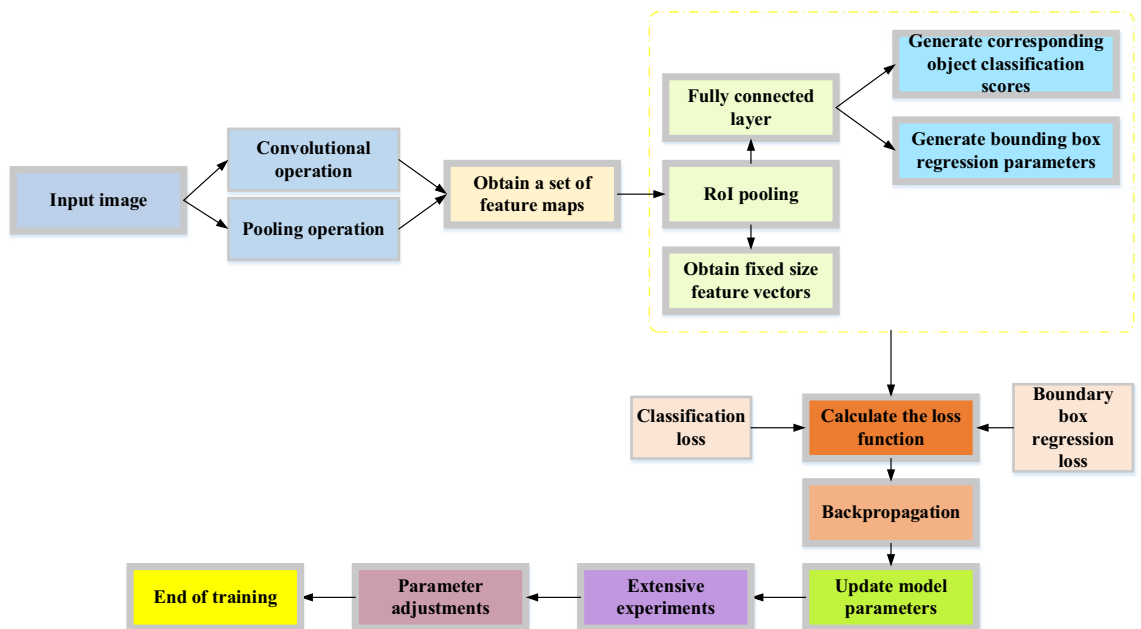 Input image
Convolutional
operation
Pooling operation
Obtain a set of
feature maps
Fully connected
layer
RoI pooling
Obtain fixed size
feature vectors
Generate corresponding
object classification
scores
Generate bounding box
regression parameters
Classification
loss
Calculate the loss
function
Boundary
box
regression
loss
Backpropagation
Update model
parameters
Extensive
experiments
Parameter
adjustments
End of training